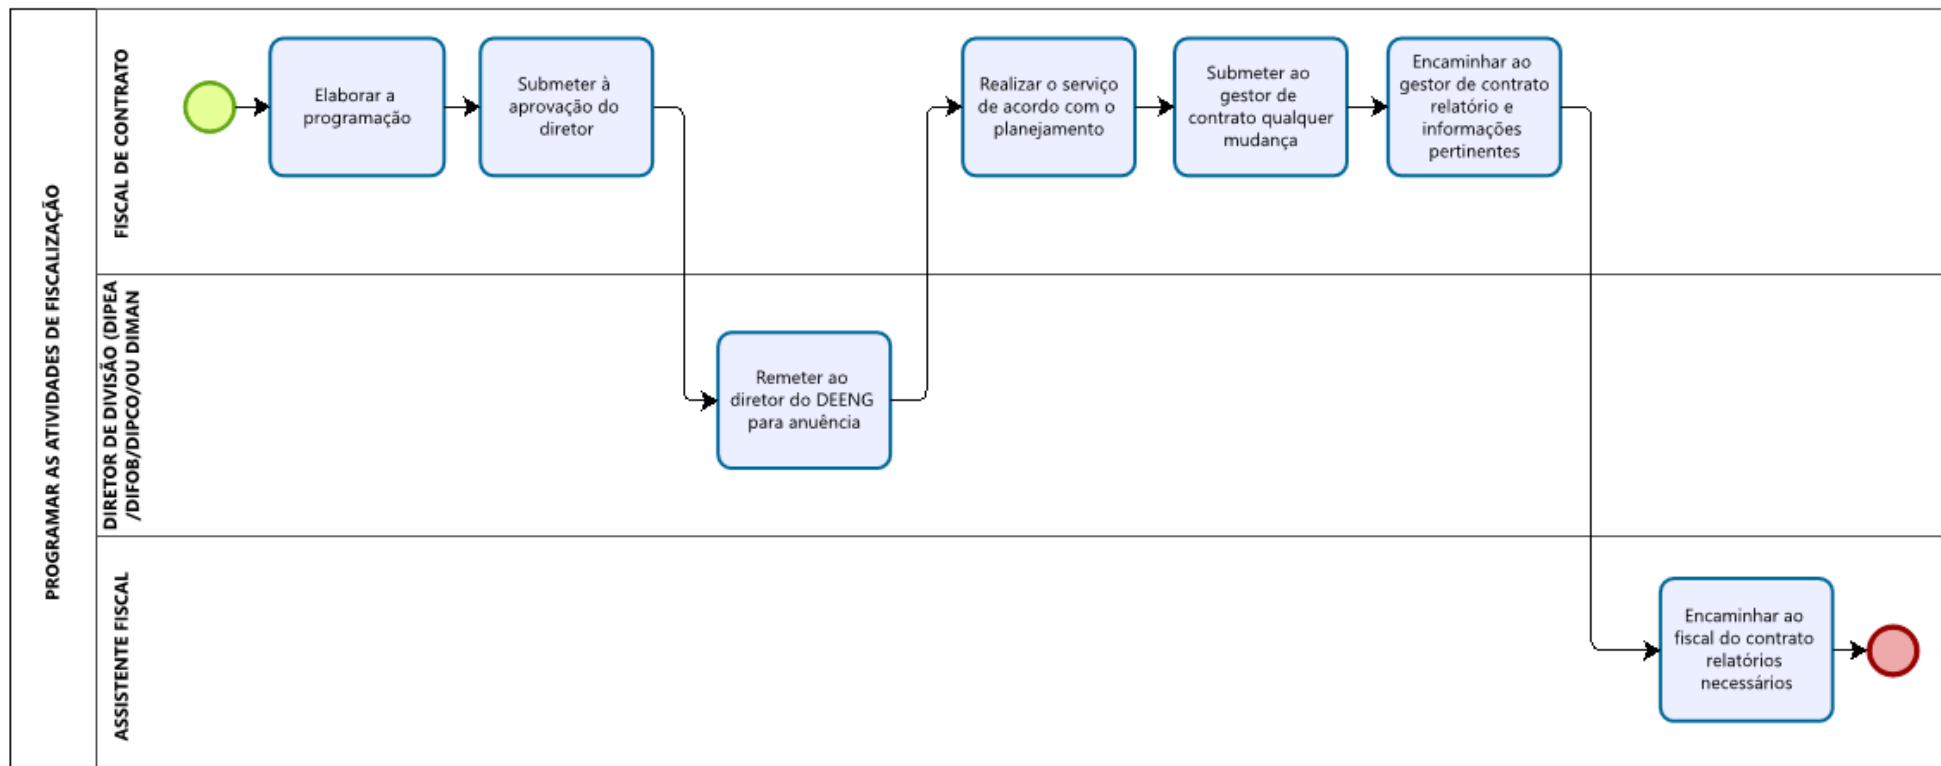 PROGRAMAR AS ATIVIDADES DE FISCALIZAÇÃO
FISCAL DE CONTRATO
Elaborar a
programação
Submeter à
aprovação do
diretor
Realizar o serviço
de acordo com o
planejamento
Submeter ao
gestor de
contrato qualquer
mudança
Encaminhar ao
gestor de contrato
relatório e
informações
pertinentes
DIRETOR DE DIVISÃO (DIPEA
/DIFOB/DIPCO/OU DIMAN
Remeter ao
diretor do DEENG
para anuência
ASSISTENTE FISCAL
Encaminhar ao
fiscal do contrato
relatórios
necessários